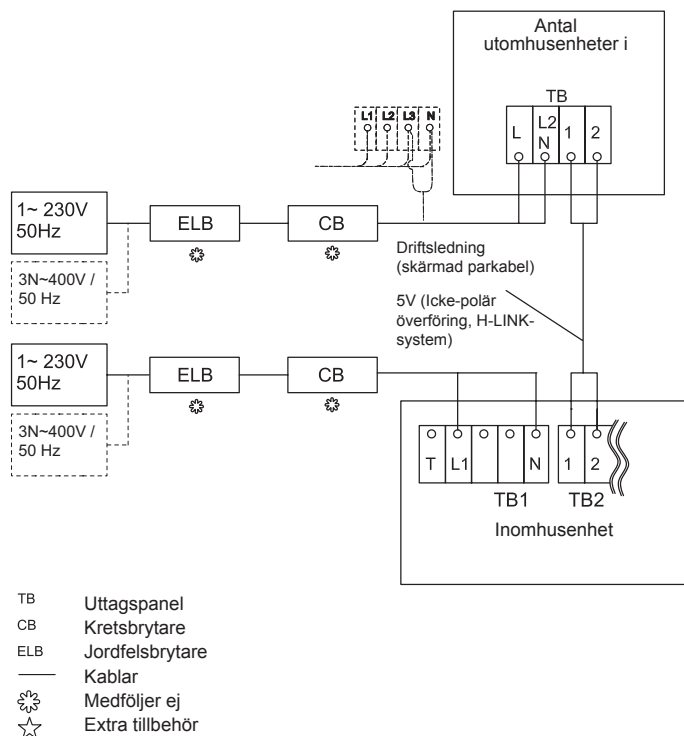 Antal
utomhusenheter i
TB
L1 L2 L3 N
L L2 N 1 2
1~ 230V
50Hz
ELB
CB
3N~400V /
50 Hz
Driftsledning
(skärmad parkabel)
5V (Icke-polär
överföring, H-LINK-
system)
1~ 230V
50Hz
ELB
CB
3N~400V /
50 Hz
T L1 N 1 2
TB1 TB2
Inomhusenhet
TB Uttagspanel
CB Kretsbrytare
ELB Jordfelsbrytare
Kablar
Medföljer ej
Extra tillbehör